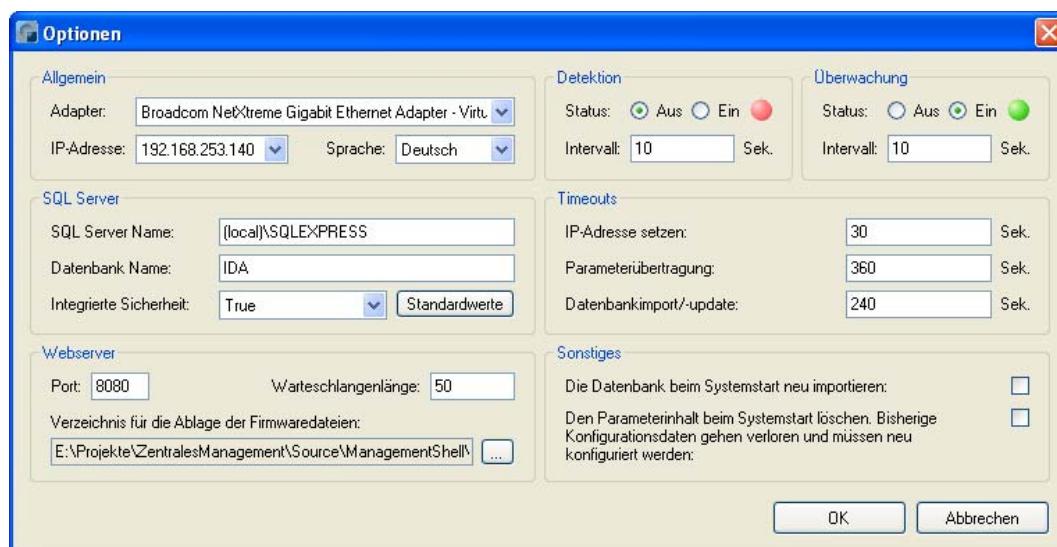 Optionen
Allgemein
Adapter: Broadcom NetXtreme Gigabit Ethernet Adapter - Virtu
IP-Adresse: 192.168.253.140 Sprache: Deutsch
Detektion
Status: Aus Ein
Intervall: 10 Sek.
Überwachung
Status: Aus Ein
Intervall: 10 Sek.
SQL Server
SQL Server Name: (local)\SQLEXPRESS
Datenbank Name: IDA
Integrierte Sicherheit: True Standardwerte
Timeouts
IP-Adresse setzen: 30 Sek.
Parameterübertragung: 360 Sek.
Datenbankimport/-update: 240 Sek.
Webserver
Port: 8080 Warteschlangenlänge: 50
Verzeichnis für die Ablage der Firmwaredateien:
E:\Projekte\ZentralesManagement\Source\ManagementShell\ ...
Sonstiges
Die Datenbank beim Systemstart neu importieren:
Den Parameterinhalt beim Systemstart löschen. Bisherige
Konfigurationsdaten gehen verloren und müssen neu
konfiguriert werden:
OK Abbrechen